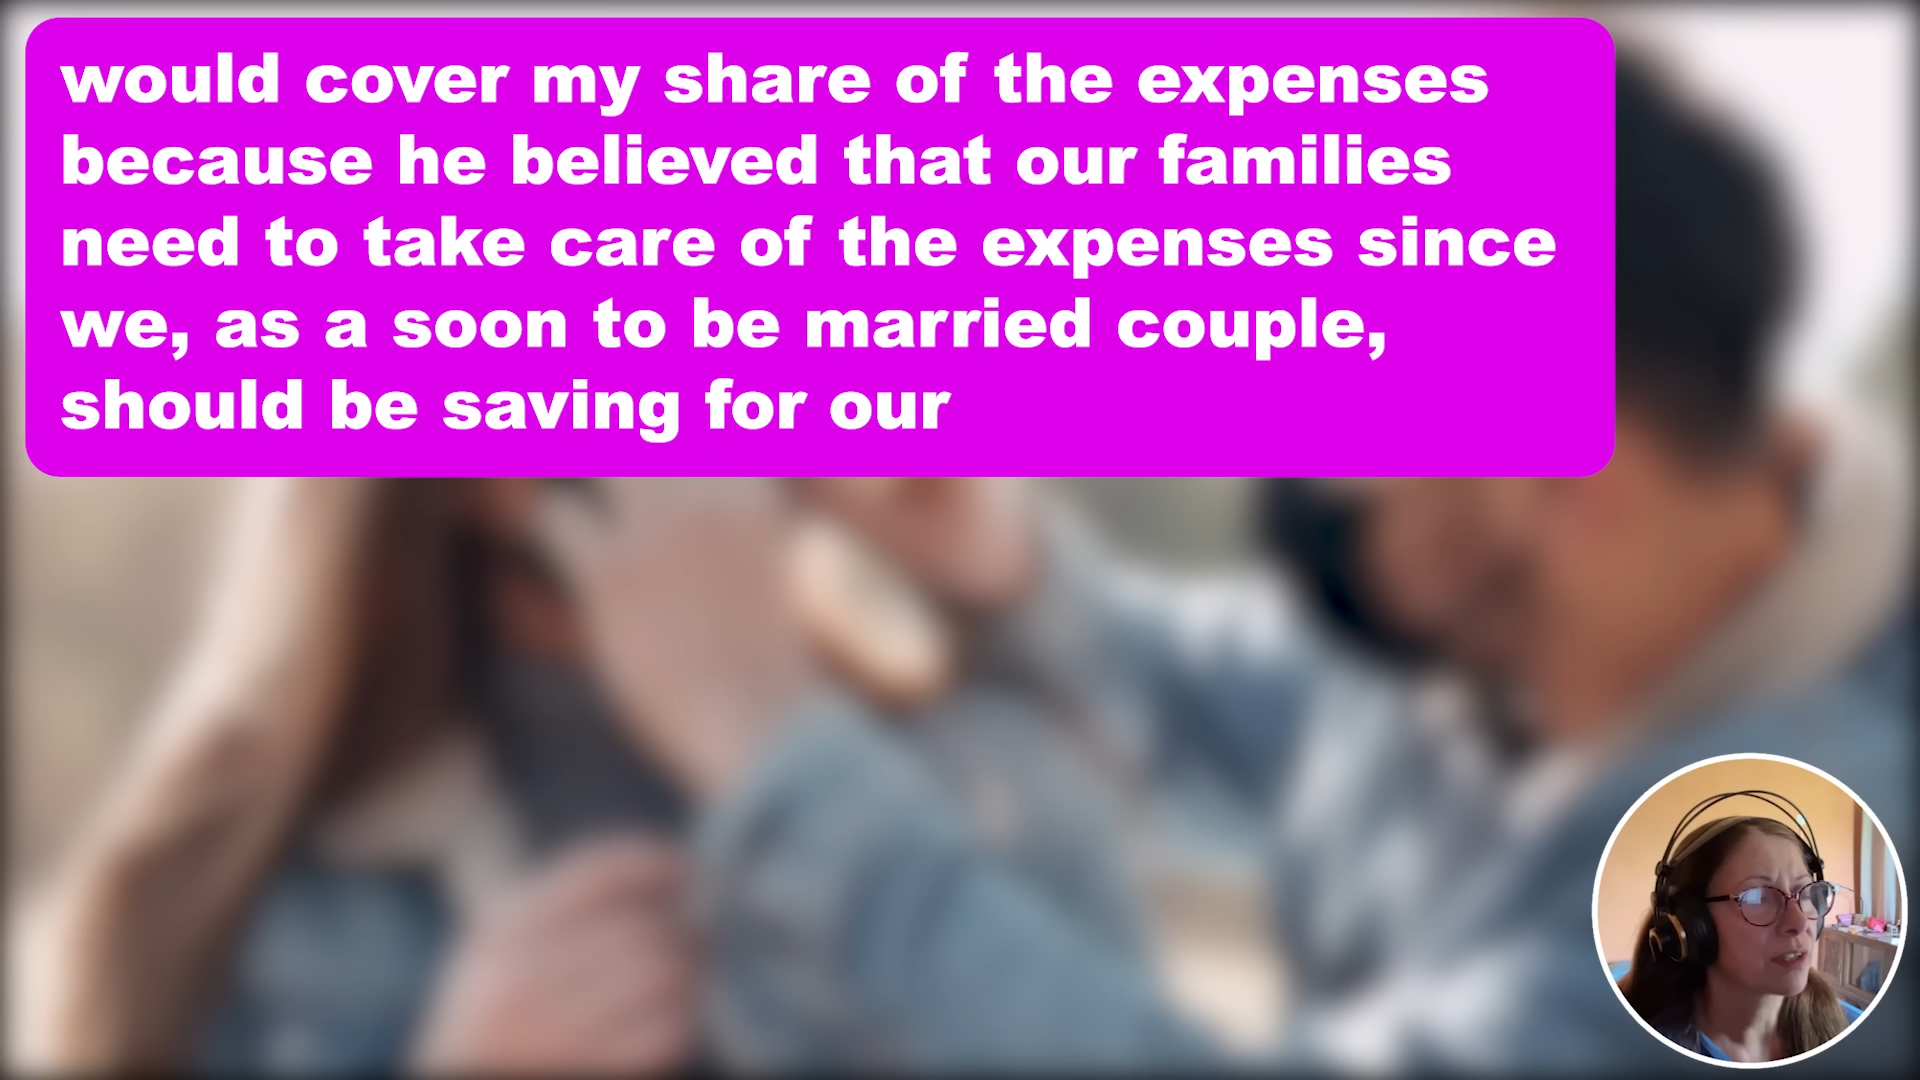 would cover my share of the expenses
because he believed that our families
need to take care of the expenses since
we, as a soon to be married couple,
should be saving for our